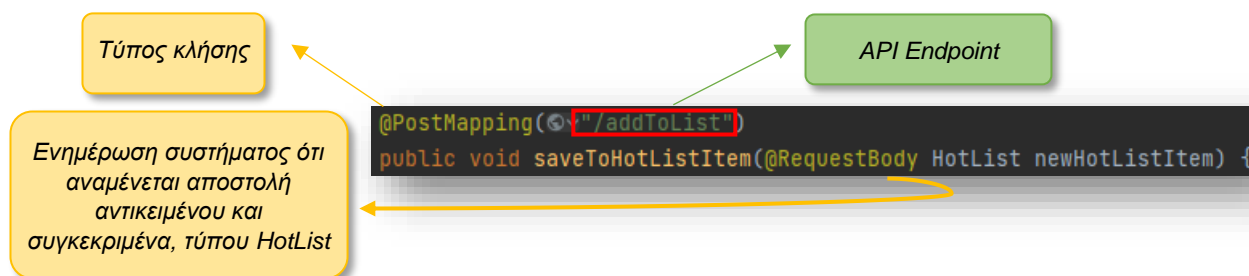 Τύπος κλήσης
API Endpoint
@PostMapping("/addToList")
public void saveToHotListItem(@RequestBody HotList newHotListItem) {
Ενημέρωση συστήματος ότι
αναμένεται αποστολή
αντικειμένου και
συγκεκριμένα, τύπου HotList